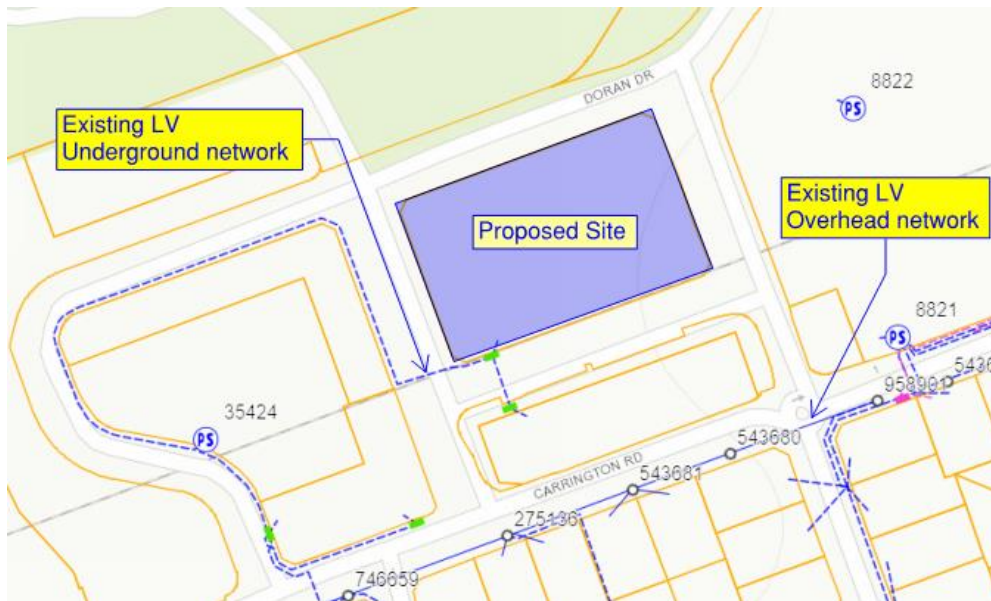 8822
PS
DORAN DR
Existing LV
Underground network
Existing LV
Overhead network
Proposed Site
8821
PS
958901
543680
35424
PS
543681
CARRINGTON RD
275136
746659